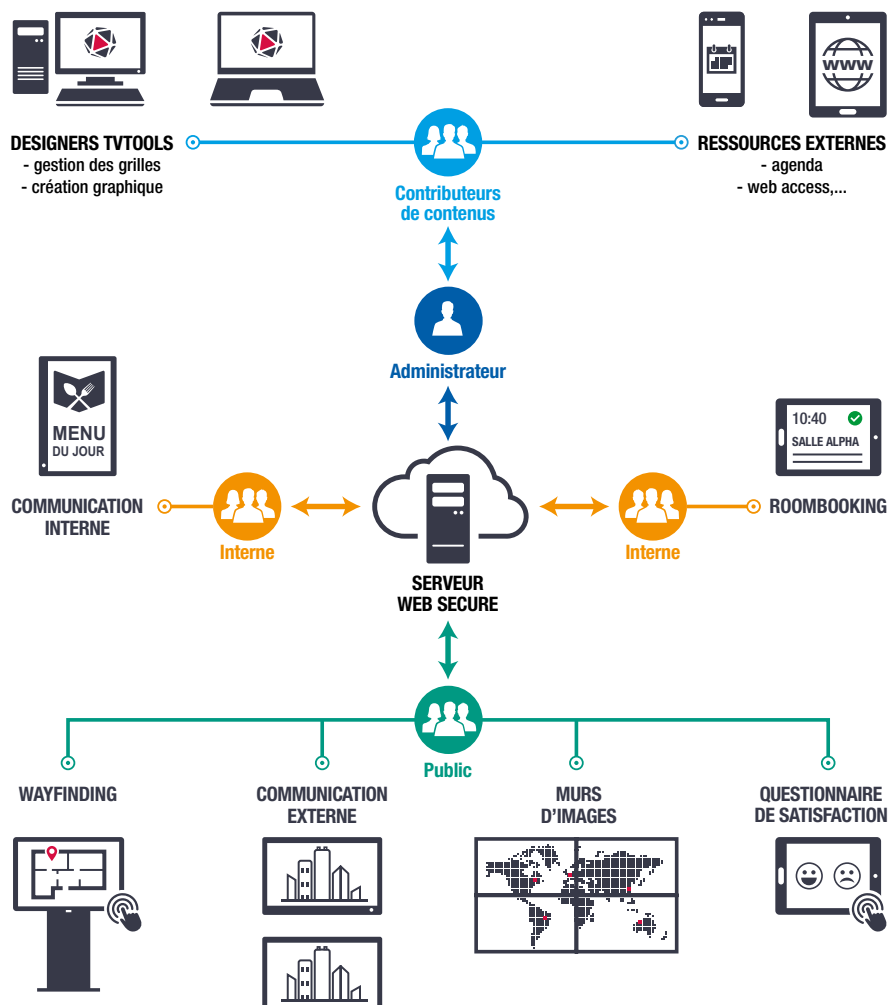 www
DESIGNERS TVTOOLS
- gestion des grilles
- création graphique
RESSOURCES EXTERNES
- agenda
- web access,...
Contributeurs
de contenus
Administrateur
MENU
DU JOUR
10:40
SALLE ALPHA
COMMUNICATION
INTERNE
Interne
Interne
ROOMBOOKING
SERVEUR
WEB SECURE
Public
WAYFINDING
COMMUNICATION
EXTERNE
MURS
D'IMAGES
QUESTIONNAIRE
DE SATISFACTION